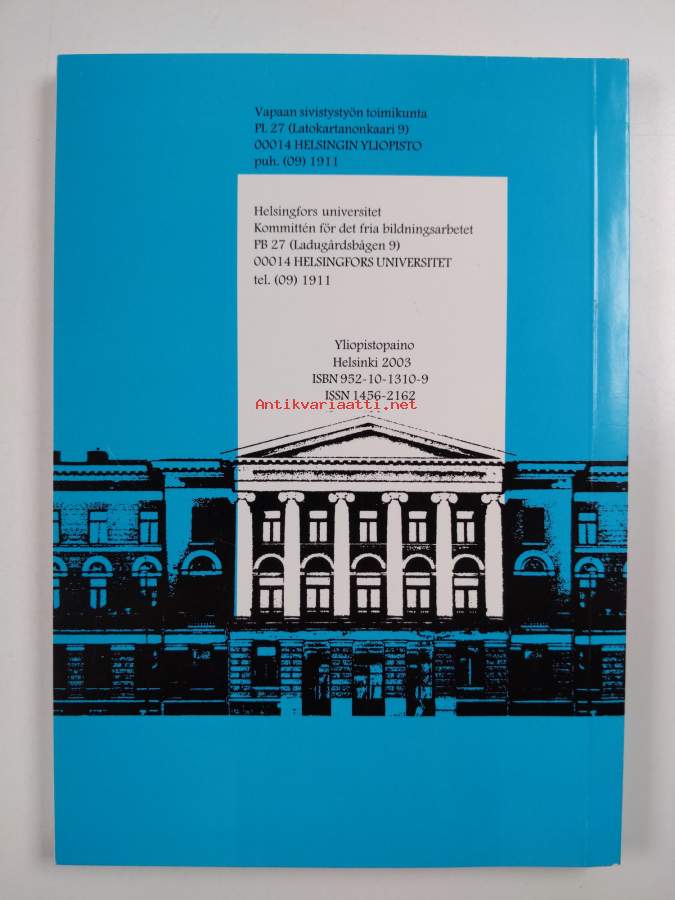 Vapaan sivistystyön toimikunta
PL 27 (Latokartanonkaari 9)
00014 HELSINGIN YLIOPISTO
puh. (09) 1911
Helsingfors universitet
Kommittén för det fria bildningsarbetet
PB 27 (Ladugårdsbågen 9)
00014 HELSINGFORS UNIVERSITET
tel. (09) 1911
Yliopistopaino
Helsinki 2003
ISBN 952-10-1310-9
ISSN 1456-2162
Antikvariaatti.net